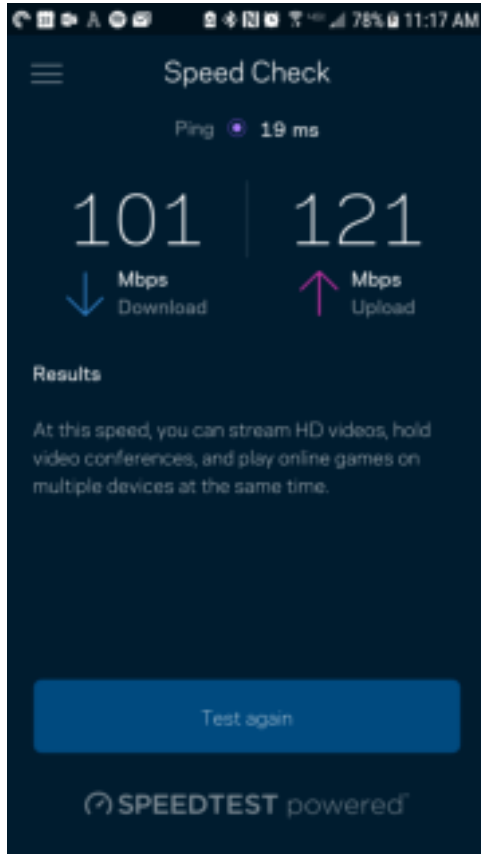 78% 11:17 AM
Speed Check
Ping 19 ms
101 121
Mbps Mbps
Download Upload
Results
At this speed, you can stream HD videos, hold
video conferences, and play online games on
multiple devices at the same time.
Test again
SPEEDTEST powered™